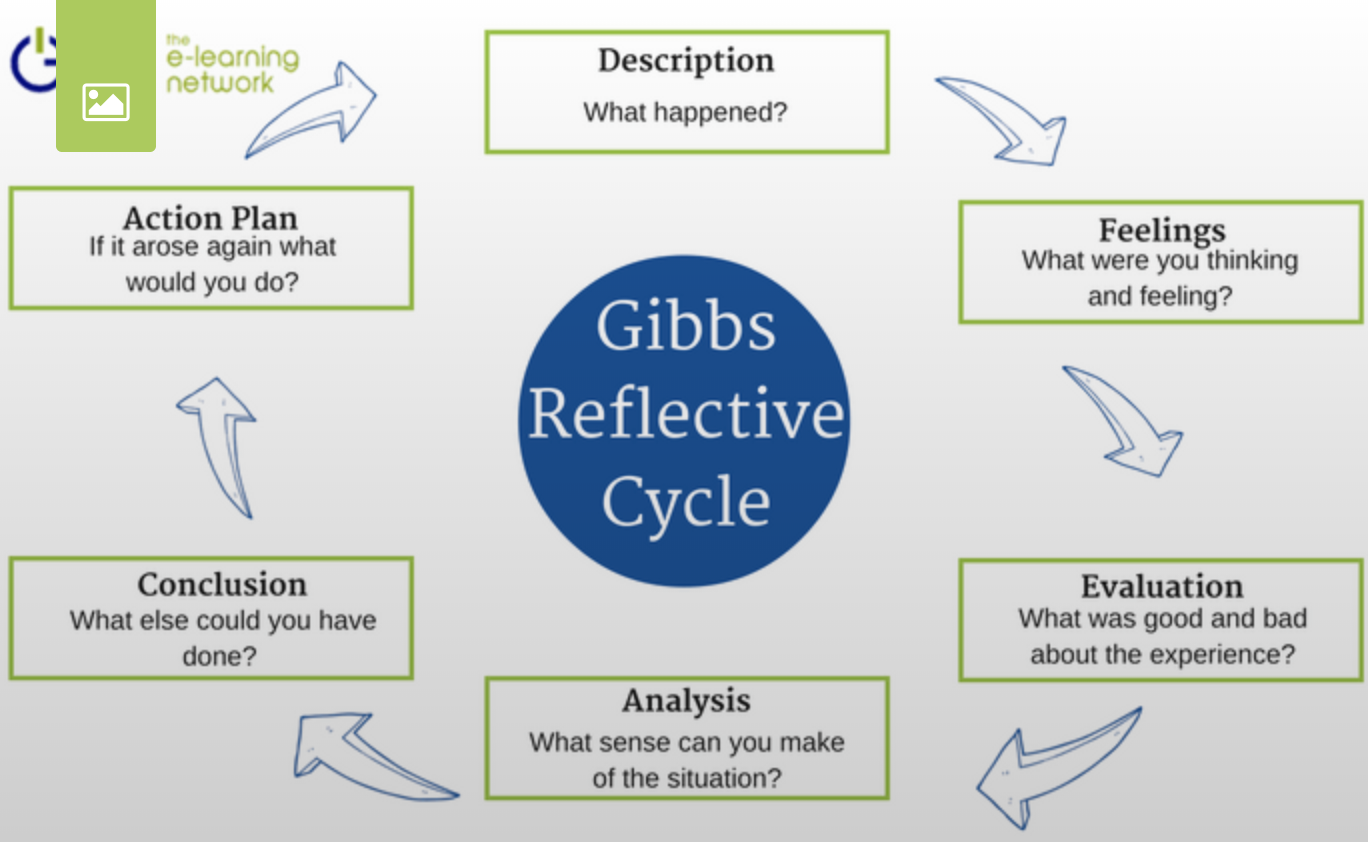 the
e-learning
network
Description
What happened?
Feelings
What were you thinking
and feeling?
Evaluation
What was good and bad
about the experience?
Analysis
What sense can you make
of the situation?
Conclusion
What else could you have
done?
Action Plan
If it arose again what
would you do?
Gibbs
Reflective
Cycle